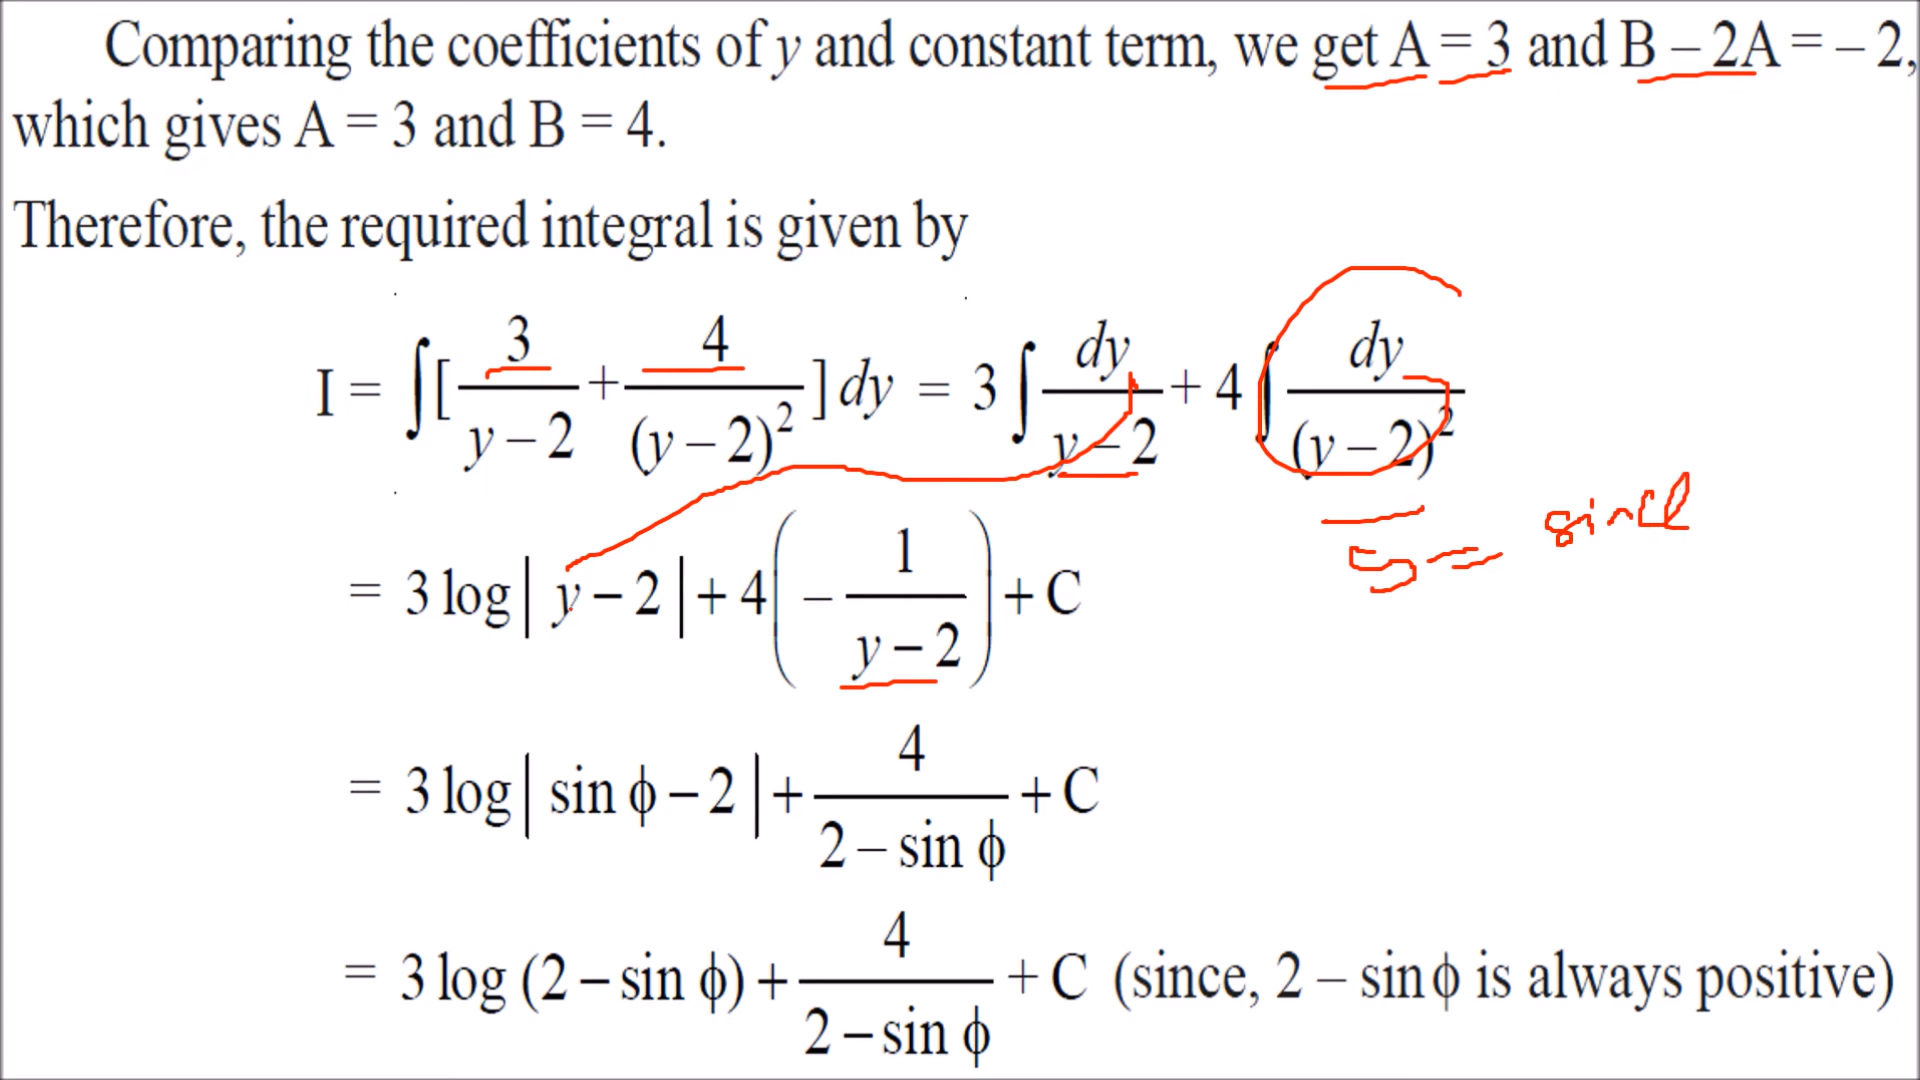 Comparing the coefficients of y and constant term, we get A = 3 and B – 2A = – 2,
which gives A = 3 and B = 4.
Therefore, the required integral is given by
I = ∫[ 3/(y – 2) + 4/(y – 2)² ] dy = 3 ∫ dy/(y – 2) + 4 ∫ dy/(y – 2)²
= 3 log | y – 2 | + 4 ( – 1/(y – 2) ) + C
= 3 log | sin ϕ – 2 | + 4/(2 – sin ϕ) + C
= 3 log (2 – sin ϕ) + 4/(2 – sin ϕ) + C (since, 2 – sin ϕ is always positive)